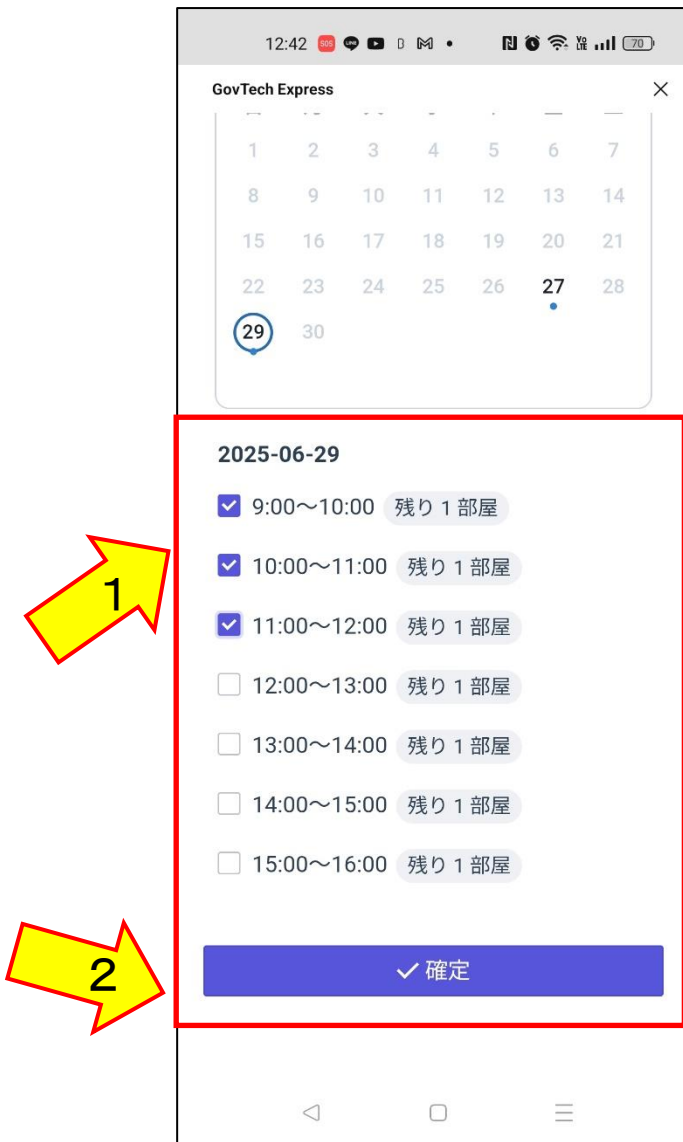 12:42 SOS LINE 70
GovTech Express
1 2 3 4 5 6 7
8 9 10 11 12 13 14
15 16 17 18 19 20 21
22 23 24 25 26 27 28
29 30
2025-06-29
9:00〜10:00 残り1部屋
1
10:00〜11:00 残り1部屋
11:00〜12:00 残り1部屋
12:00〜13:00 残り1部屋
13:00〜14:00 残り1部屋
14:00〜15:00 残り1部屋
15:00〜16:00 残り1部屋
2
確定